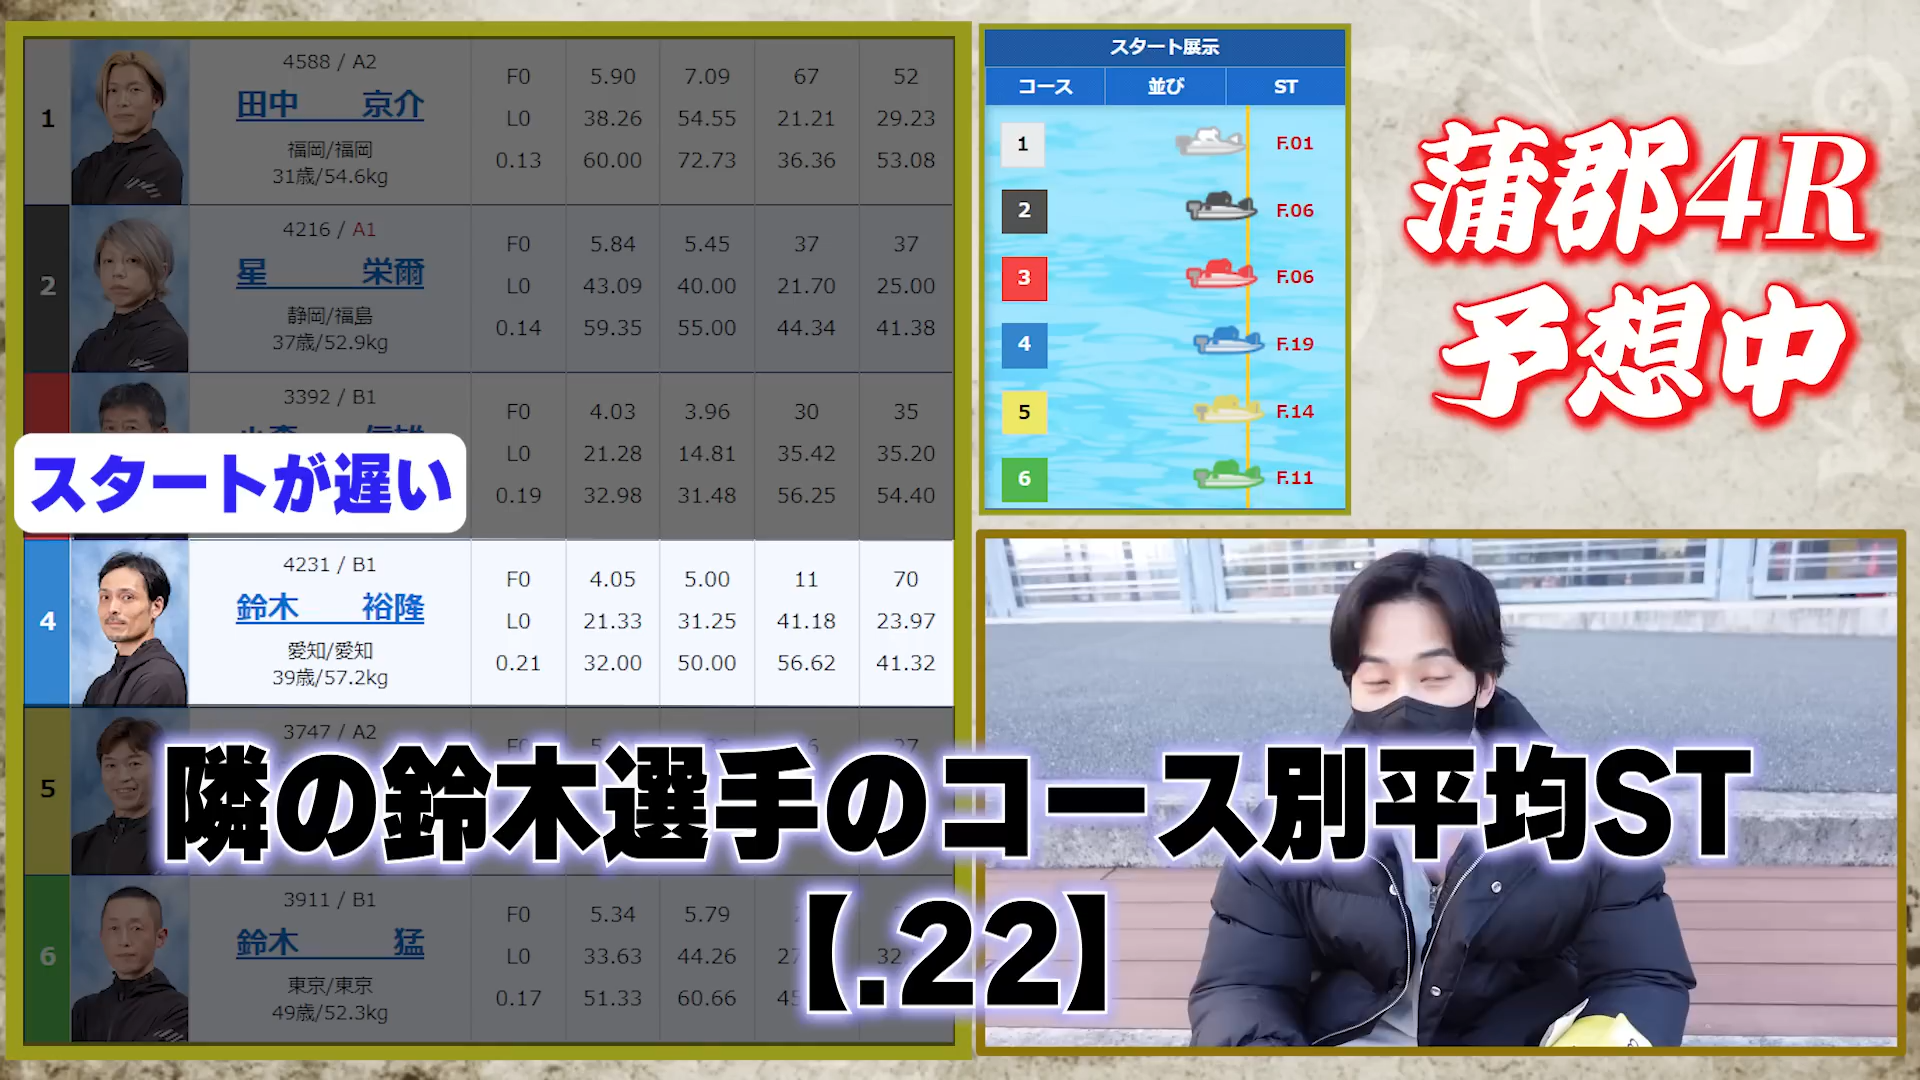 1
4588 / A2
田中 京介
福岡/福岡
31歳/54.6kg
F0 5.90 7.09 67 52
L0 38.26 54.55 21.21 29.23
0.13 60.00 72.73 36.36 53.08
2
4216 / A1
星 栄爾
静岡/福島
37歳/52.9kg
F0 5.84 5.45 37 37
L0 43.09 40.00 21.70 25.00
0.14 59.35 55.00 44.34 41.38
3392 / B1
F0 4.03 3.96 30 35
L0 21.28 14.81 35.42 35.20
0.19 32.98 31.48 56.25 54.40
スタートが遅い
4
4231 / B1
鈴木 裕隆
愛知/愛知
39歳/57.2kg
F0 4.05 5.00 11 70
L0 21.33 31.25 41.18 23.97
0.21 32.00 50.00 56.62 41.32
5
3747 / A2
6
3911 / B1
鈴木 猛
東京/東京
49歳/52.3kg
F0 5.34 5.79
L0 33.63 44.26 27 32
0.17 51.33 60.66 45
スタート展示
コース 並び ST
1 F.01
2 F.06
3 F.06
4 F.19
5 F.14
6 F.11
蒲郡4R
予想中
隣の鈴木選手のコース別平均ST
【.22】